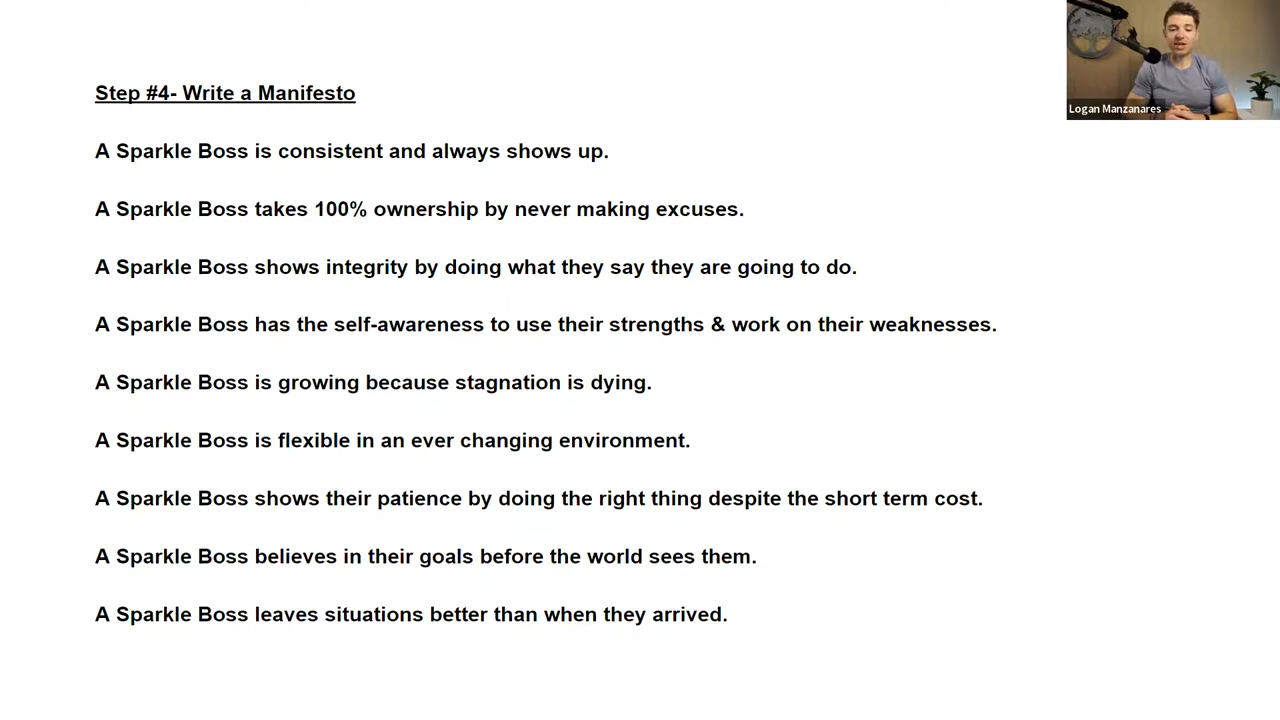 Step #4- Write a Manifesto
Logan Manzanares
A Sparkle Boss is consistent and always shows up.
A Sparkle Boss takes 100% ownership by never making excuses.
A Sparkle Boss shows integrity by doing what they say they are going to do.
A Sparkle Boss has the self-awareness to use their strengths & work on their weaknesses.
A Sparkle Boss is growing because stagnation is dying.
A Sparkle Boss is flexible in an ever changing environment.
A Sparkle Boss shows their patience by doing the right thing despite the short term cost.
A Sparkle Boss believes in their goals before the world sees them.
A Sparkle Boss leaves situations better than when they arrived.